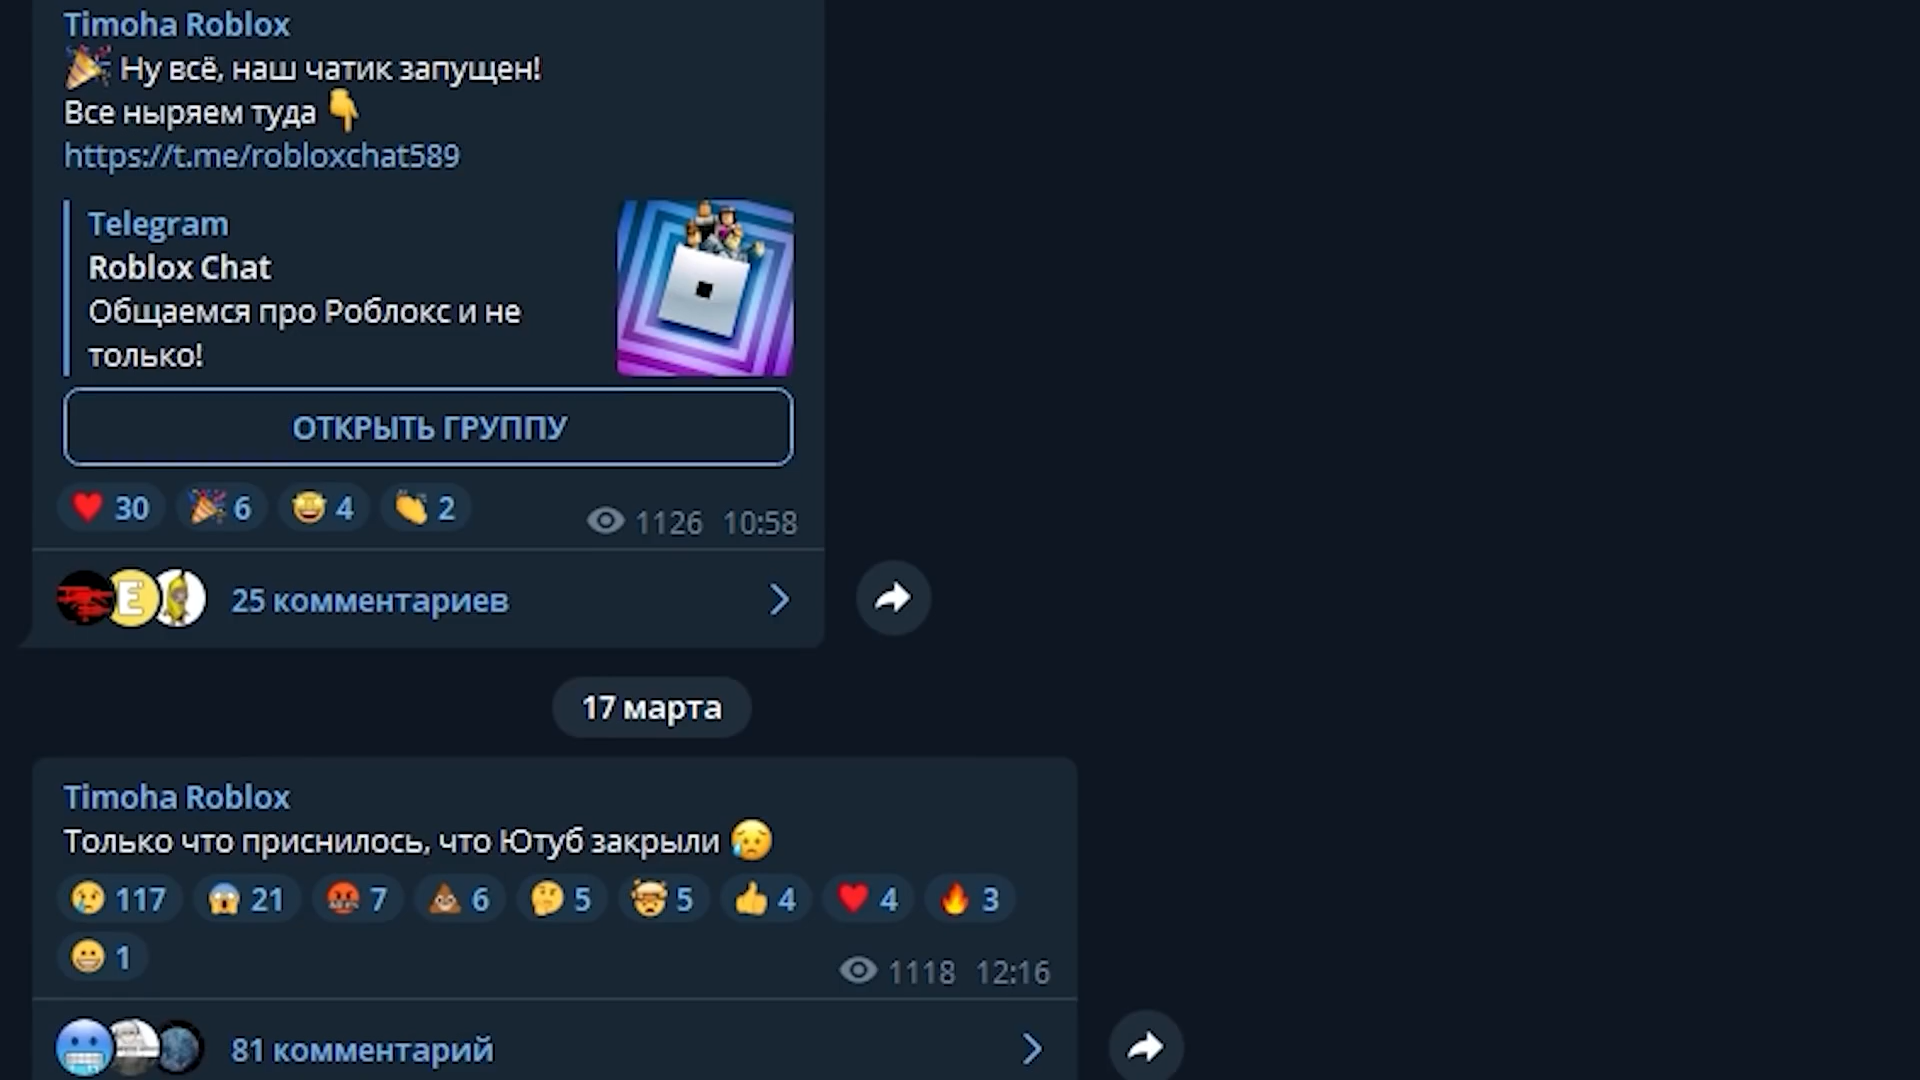 Timoha Roblox
🎉 Ну всё, наш чатик запущен!
Все ныряем туда 👇
https://t.me/robloxchat589
Telegram
Roblox Chat
Общаемся про Роблокс и не
только!
ОТКРЫТЬ ГРУППУ
❤️ 30 🎉 6 🤩 4 👏 2 1126 10:58
E 25 комментариев
17 марта
Timoha Roblox
Только что приснилось, что Ютуб закрыли 😥
😢 117 😱 21 🤬 7 💩 6 🤔 5 🤯 5 👍 4 ❤️ 4 🔥 3
😀 1 1118 12:16
81 комментарий